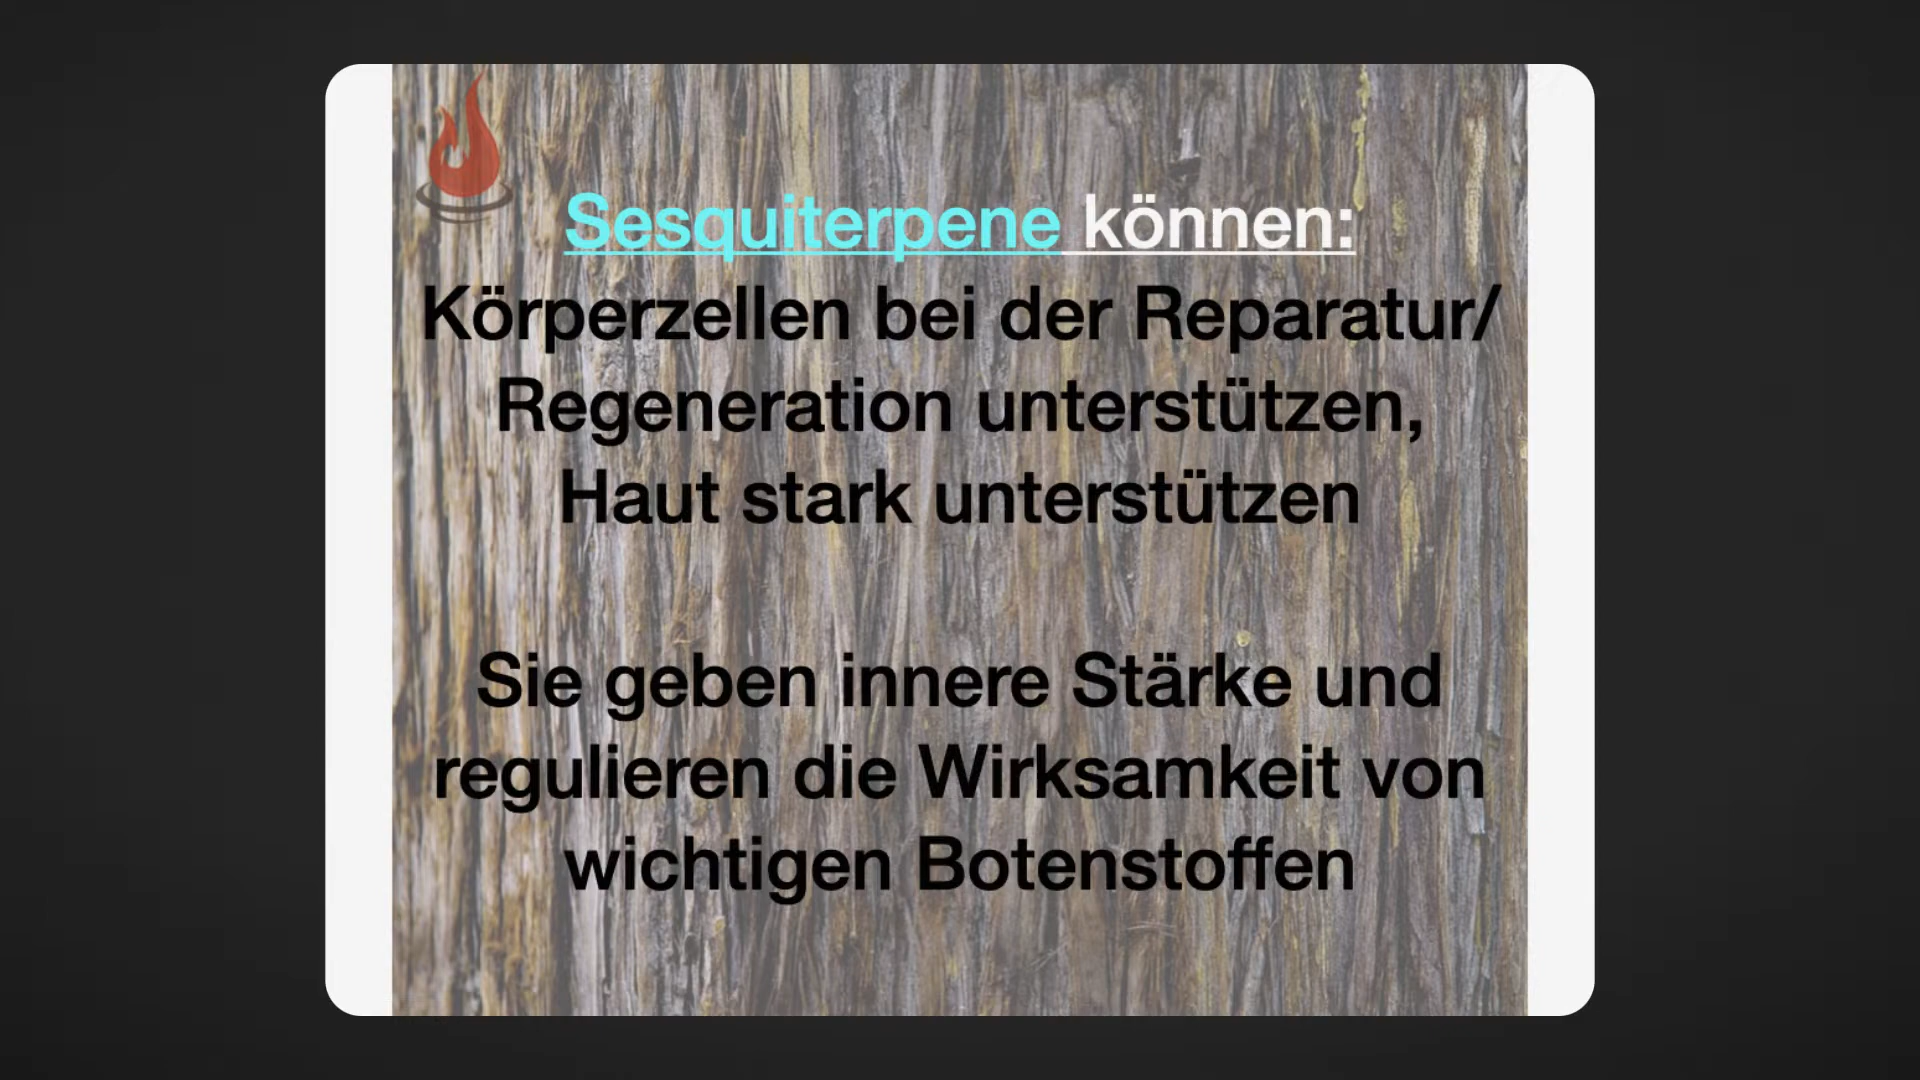 Sesquiterpene können:
Körperzellen bei der Reparatur/
Regeneration unterstützen,
Haut stark unterstützen
Sie geben innere Stärke und
regulieren die Wirksamkeit von
wichtigen Botenstoffen